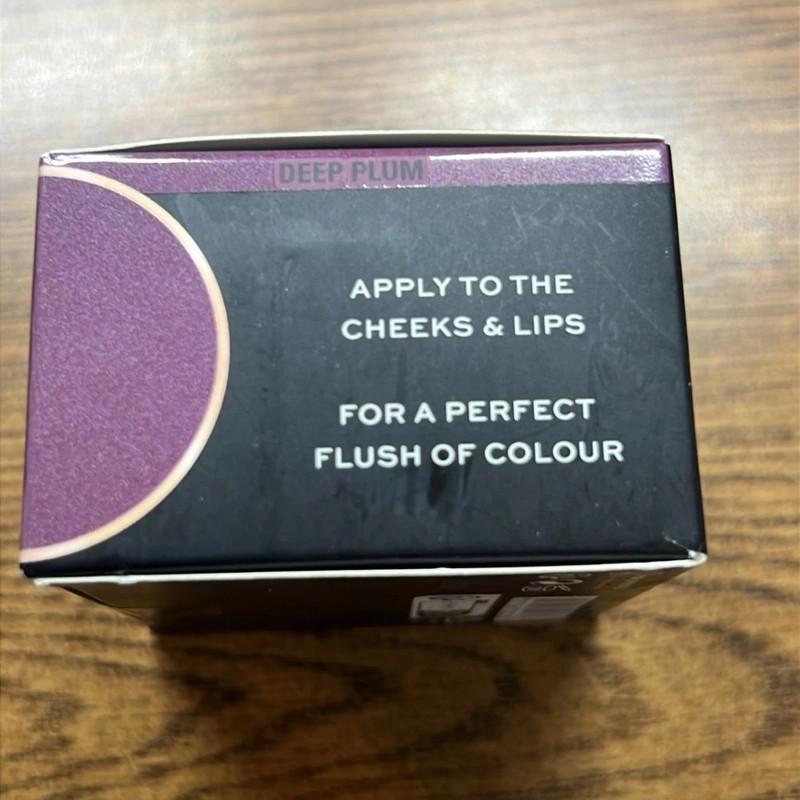 DEEP PLUM
APPLY TO THE
CHEEKS & LIPS
FOR A PERFECT
FLUSH OF COLOUR